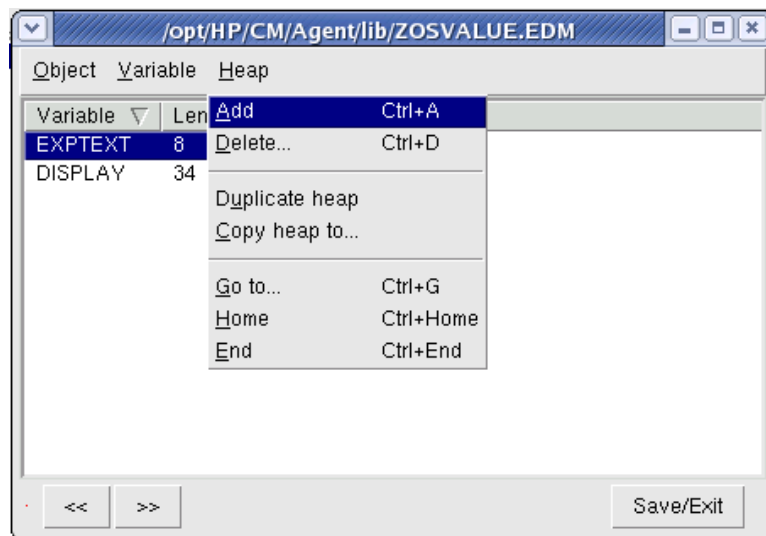 /opt/HP/CM/Agent/lib/ZOSVALUE.EDM
Object Variable Heap
Variable Len
EXPTEXT 8
DISPLAY 34
Add Ctrl+A
Delete... Ctrl+D
Duplicate heap
Copy heap to...
Go to... Ctrl+G
Home Ctrl+Home
End Ctrl+End
<< >> Save/Exit